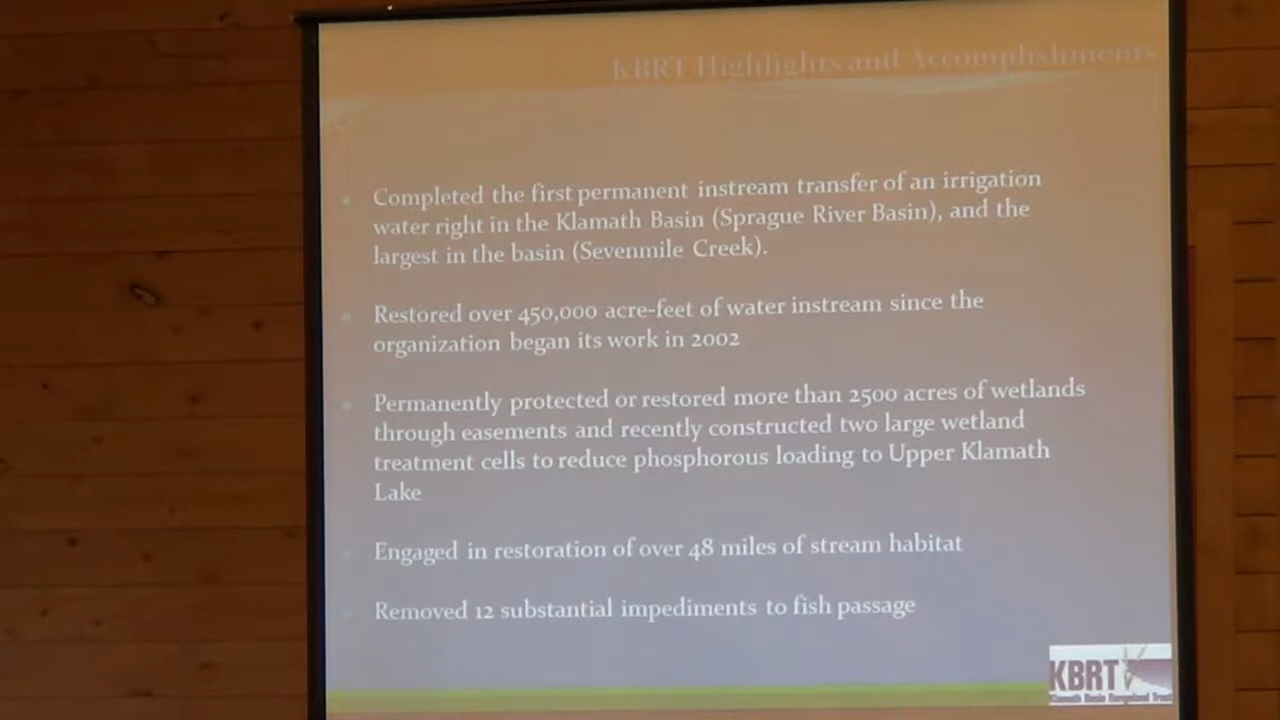 KBRT Highlights and Accomplishments
Completed the first permanent instream transfer of an irrigation
water right in the Klamath Basin (Sprague River Basin), and the
largest in the basin (Sevenmile Creek).
Restored over 450,000 acre-feet of water instream since the
organization began its work in 2002
Permanently protected or restored more than 2500 acres of wetlands
through easements and recently constructed two large wetland
treatment cells to reduce phosphorous loading to Upper Klamath
Lake
Engaged in restoration of over 48 miles of stream habitat
Removed 12 substantial impediments to fish passage
KBRT
Klamath Basin Rangeland Trust